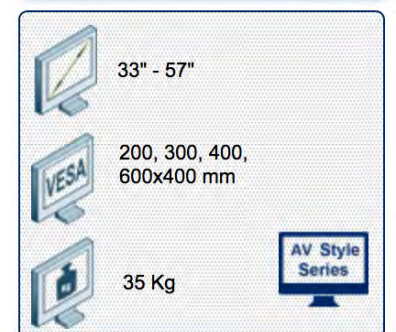 33" - 57"
VESA
200, 300, 400,
600x400 mm
35 Kg
AV Style
Series